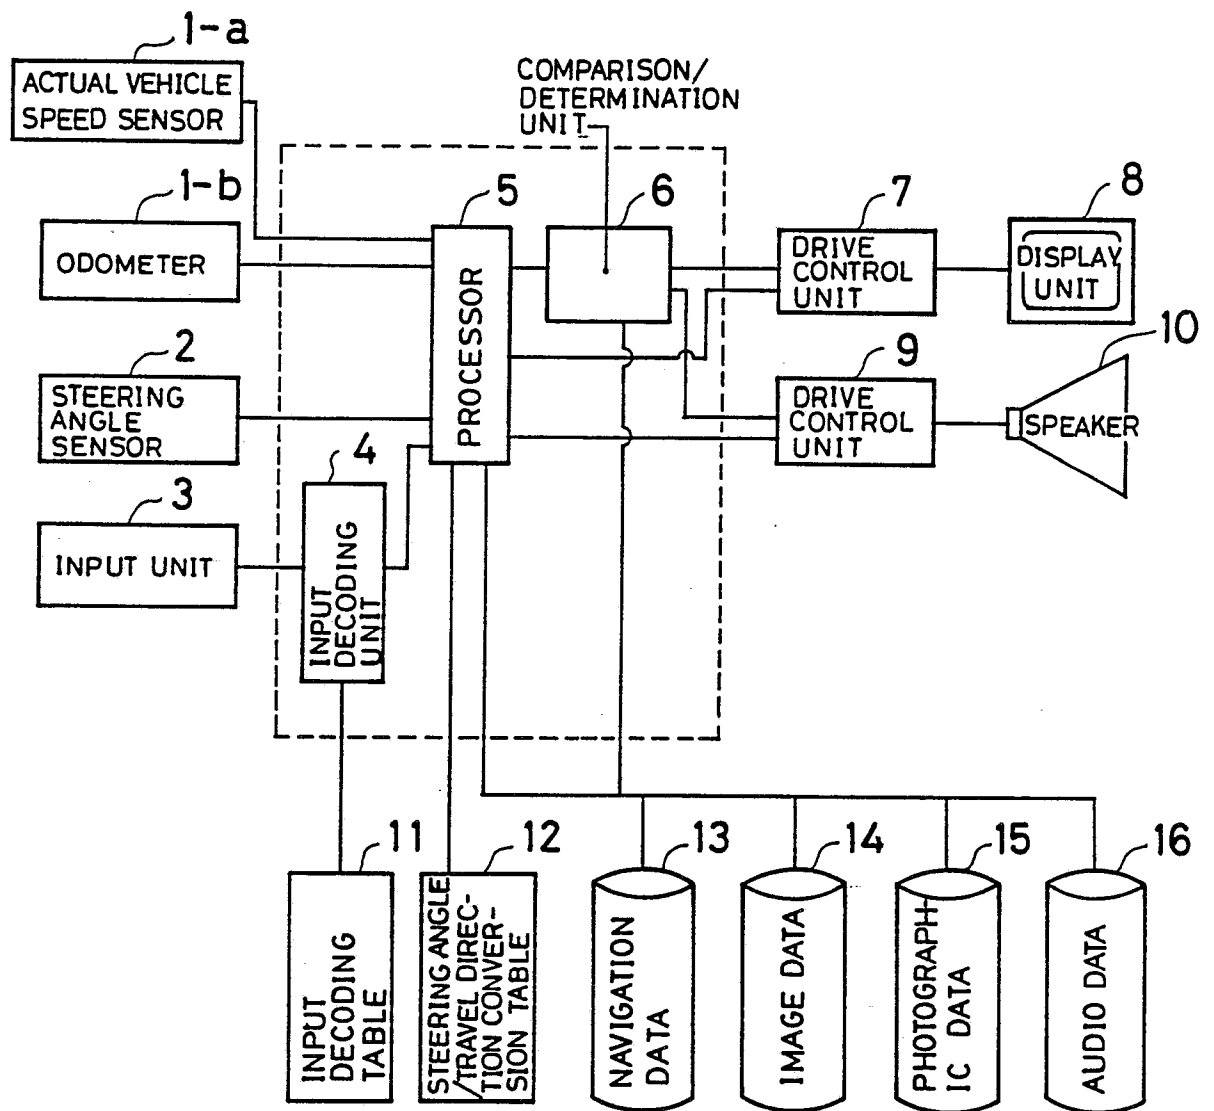 1-a
ACTUAL VEHICLE
SPEED SENSOR
COMPARISON/
DETERMINATION
UNIT
1-b
ODOMETER
5
PROCESSOR
6
7
DRIVE
CONTROL
UNIT
8
DISPLAY
UNIT
2
STEERING
ANGLE
SENSOR
9
DRIVE
CONTROL
UNIT
10
SPEAKER
3
INPUT UNIT
4
INPUT
DECODING
UNIT
11
INPUT
DECODING
TABLE
12
STEERING ANGLE
/TRAVEL DIREC-
TION CONVER-
SION TABLE
13
NAVIGATION
DATA
14
IMAGE DATA
15
PHOTOGRAPH-
IC DATA
16
AUDIO DATA